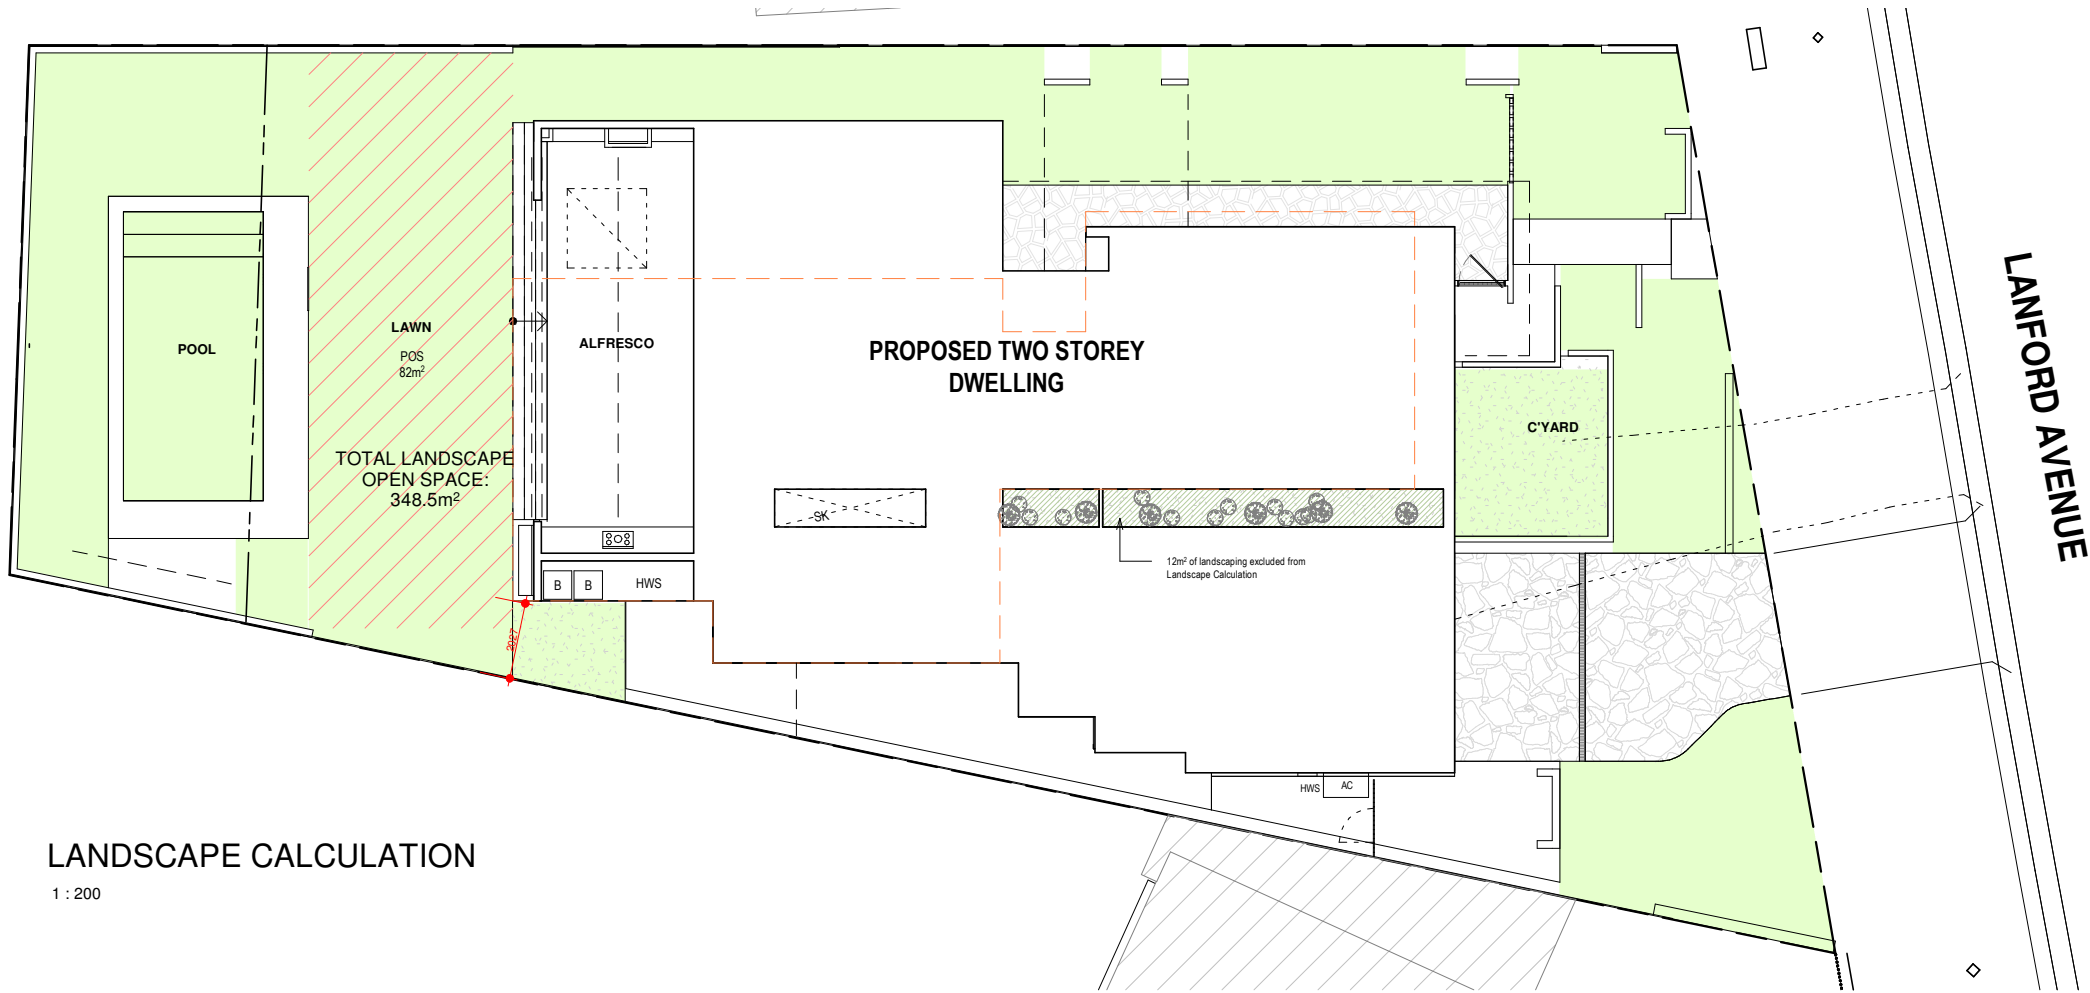 LAWN
POS
82m²
POOL
ALFRESCO
PROPOSED TWO STOREY
DWELLING
LANFORD AVENUE
C'YARD
TOTAL LANDSCAPE
OPEN SPACE:
348.5m²
SK
12m² of landscaping excluded from
Landscape Calculation
B
B
HWS
2927
HWS
AC
LANDSCAPE CALCULATION
1 : 200